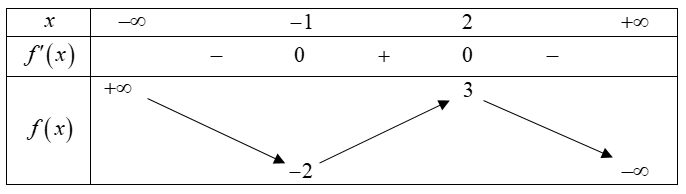 x −∞ −1 2 +∞
f′(x) − 0 + 0 −
+∞ 3
f(x)
−2 −∞